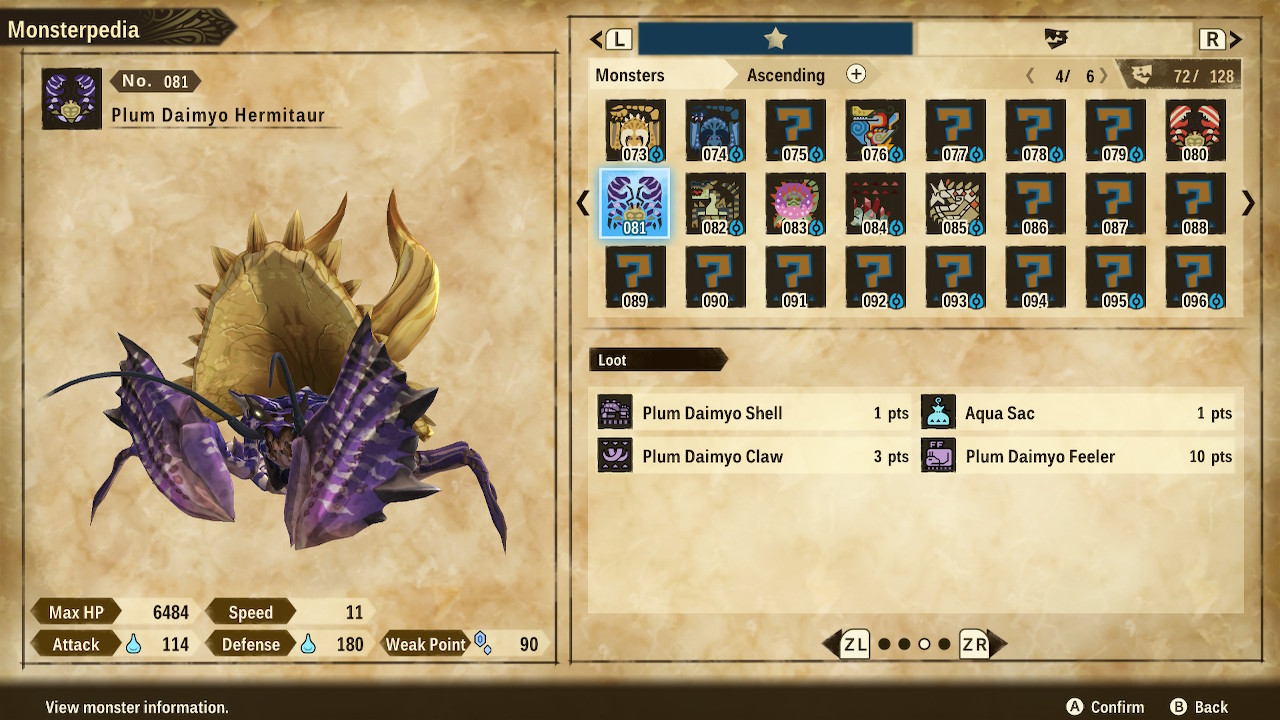 Monsterpedia
No. 081
Plum Daimyo Hermitaur
Max HP 6484 Speed 11
Attack 114 Defense 180 Weak Point 90
L R
Monsters Ascending 4/ 6 72/ 128
073 074 075 076 077 078 079 080
081 082 083 084 085 086 087 088
089 090 091 092 093 094 095 096
Loot
Plum Daimyo Shell 1 pts Aqua Sac 1 pts
Plum Daimyo Claw 3 pts Plum Daimyo Feeler 10 pts
ZL ZR
View monster information. A Confirm B Back